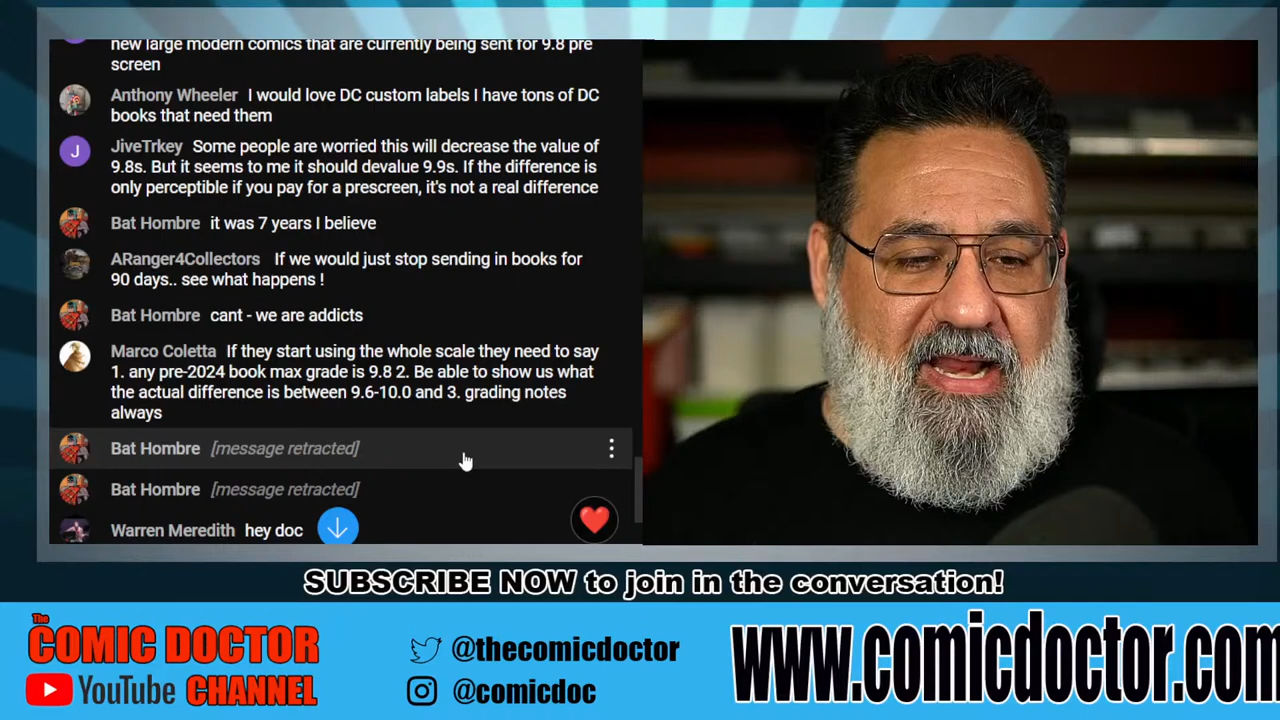 new large modern comics that are currently being sent for 9.8 pre
screen
Anthony Wheeler I would love DC custom labels I have tons of DC
books that need them
J
JiveTrkey Some people are worried this will decrease the value of
9.8s. But it seems to me it should devalue 9.9s. If the difference is
only perceptible if you pay for a prescreen, it's not a real difference
Bat Hombre it was 7 years I believe
ARanger4Collectors If we would just stop sending in books for
90 days.. see what happens !
Bat Hombre cant - we are addicts
Marco Coletta If they start using the whole scale they need to say
1. any pre-2024 book max grade is 9.8 2. Be able to show us what
the actual difference is between 9.6-10.0 and 3. grading notes
always
Bat Hombre [message retracted]
Bat Hombre [message retracted]
Warren Meredith hey doc
SUBSCRIBE NOW to join in the conversation!
The
COMIC DOCTOR
YouTube CHANNEL
@thecomicdoctor
@comicdoc
www.comicdoctor.com